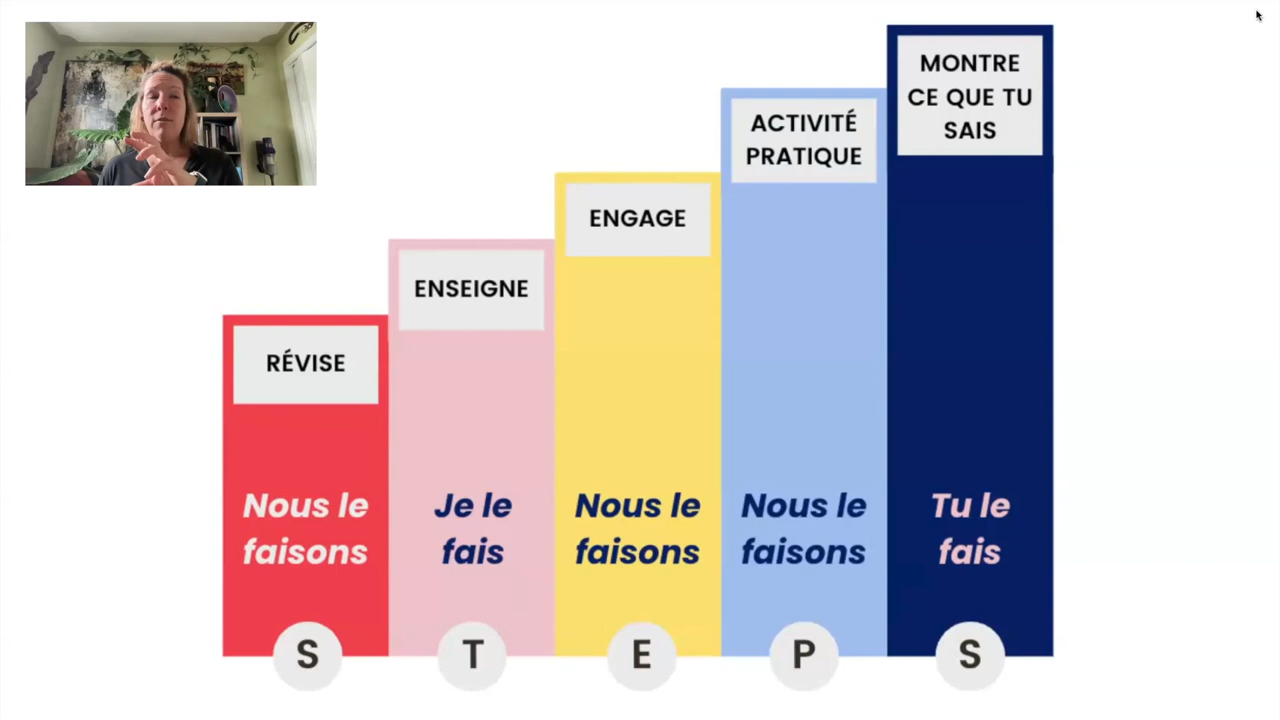 RÉVISE
Nous le
faisons
S
ENSEIGNE
Je le
fais
T
ENGAGE
Nous le
faisons
E
ACTIVITÉ
PRATIQUE
Nous le
faisons
P
MONTRE
CE QUE TU
SAIS
Tu le
fais
S